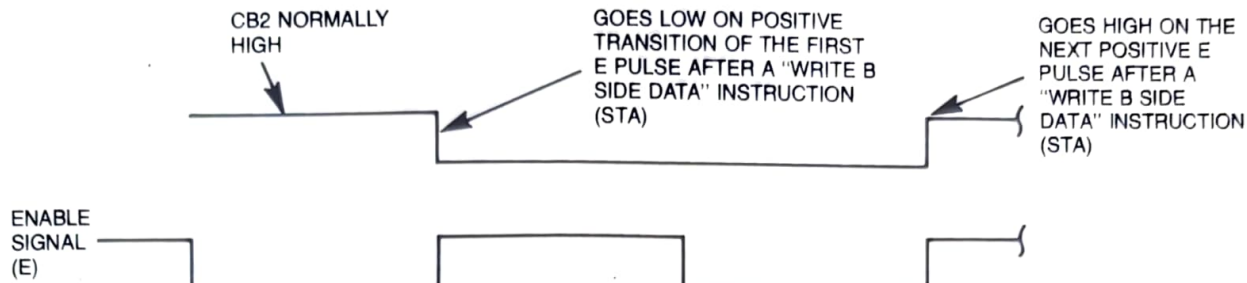 CB2 NORMALLY
HIGH
GOES LOW ON POSITIVE
TRANSITION OF THE FIRST
E PULSE AFTER A "WRITE B
SIDE DATA" INSTRUCTION
(STA)
GOES HIGH ON THE
NEXT POSITIVE E
PULSE AFTER A
"WRITE B SIDE
DATA" INSTRUCTION
(STA)
ENABLE
SIGNAL
(E)